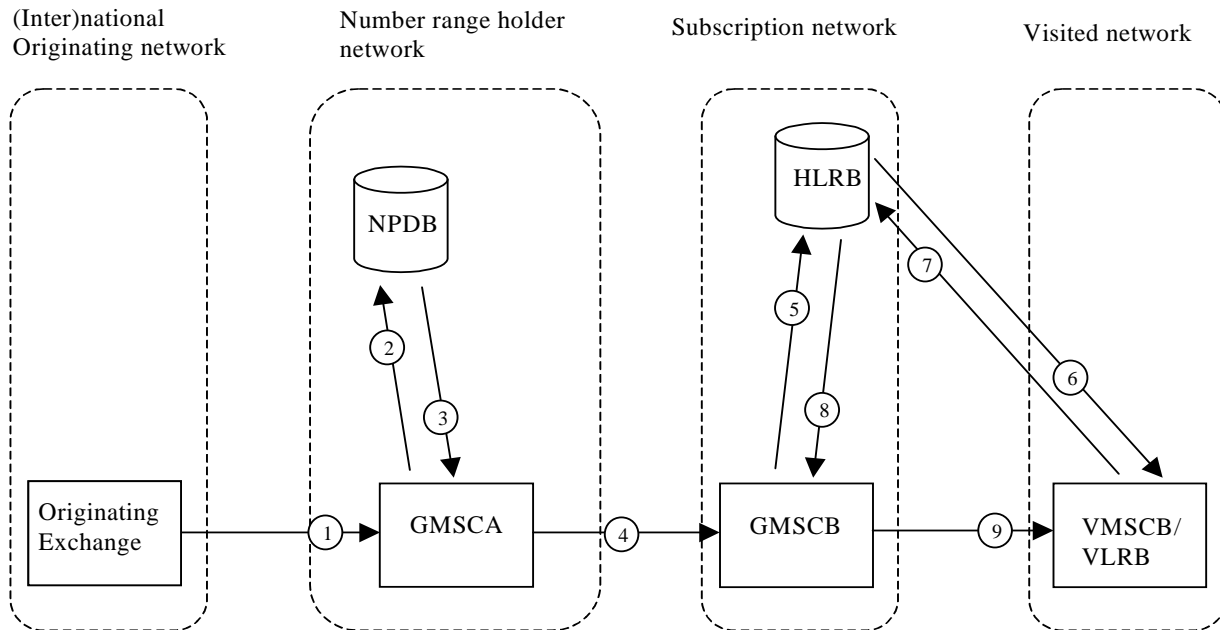 (Inter)national
Originating network
Number range holder
network
Subscription network
Visited network
NPDB
HLRB
2
3
5
8
7
6
Originating
Exchange
1
GMSCA
4
GMSCB
9
VMSCB/
VLRB